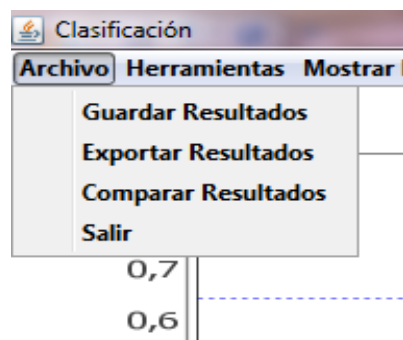 Clasificación
Archivo Herramientas Mostrar
Guardar Resultados
Exportar Resultados
Comparar Resultados
Salir
0,7
0,6